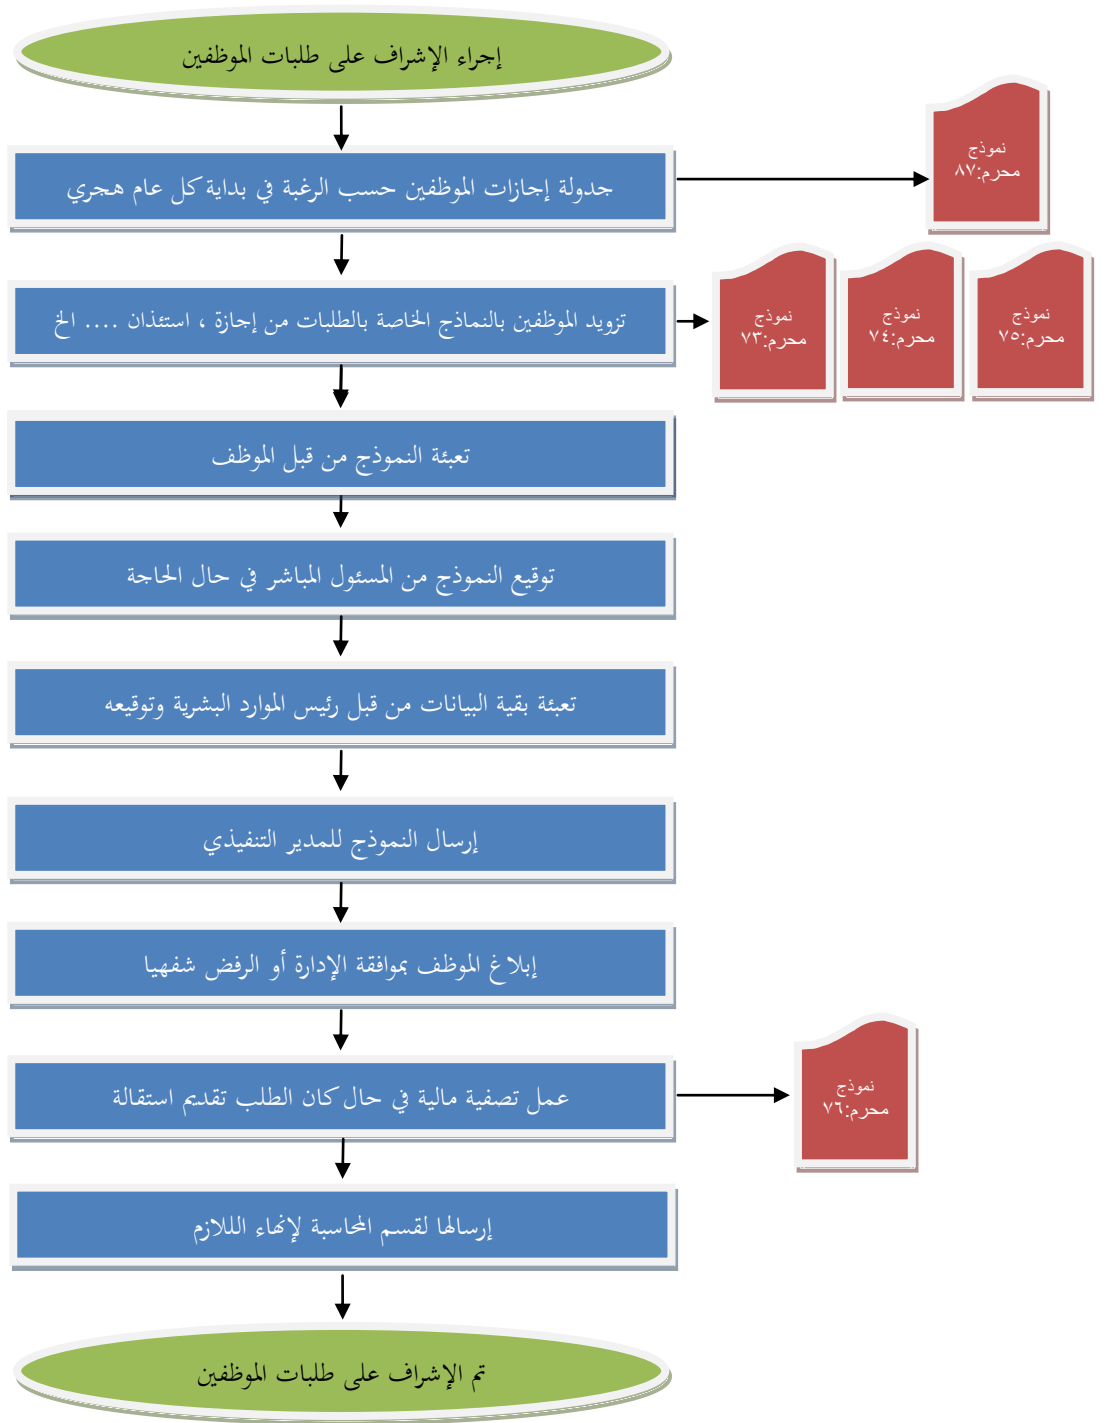 إجراء الإشراف على طلبات الموظفين
جدولة إجازات الموظفين حسب الرغبة في بداية كل عام هجري
نموذج
محرم:٨٧
تزويد الموظفين بالنماذج الخاصة بالطلبات من إجازة ، استئذان .... الخ
نموذج
محرم:٧٣
نموذج
محرم:٧٤
نموذج
محرم:٧٥
تعبئة النموذج من قبل الموظف
توقيع النموذج من المسئول المباشر في حال الحاجة
تعبئة بقية البيانات من قبل رئيس الموارد البشرية وتوقيعه
إرسال النموذج للمدير التنفيذي
إبلاغ الموظف بموافقة الإدارة أو الرفض شفهيا
عمل تصفية مالية في حال كان الطلب تقديم استقالة
نموذج
محرم:٧٦
إرسالها لقسم المحاسبة لإنهاء اللازم
تم الإشراف على طلبات الموظفين